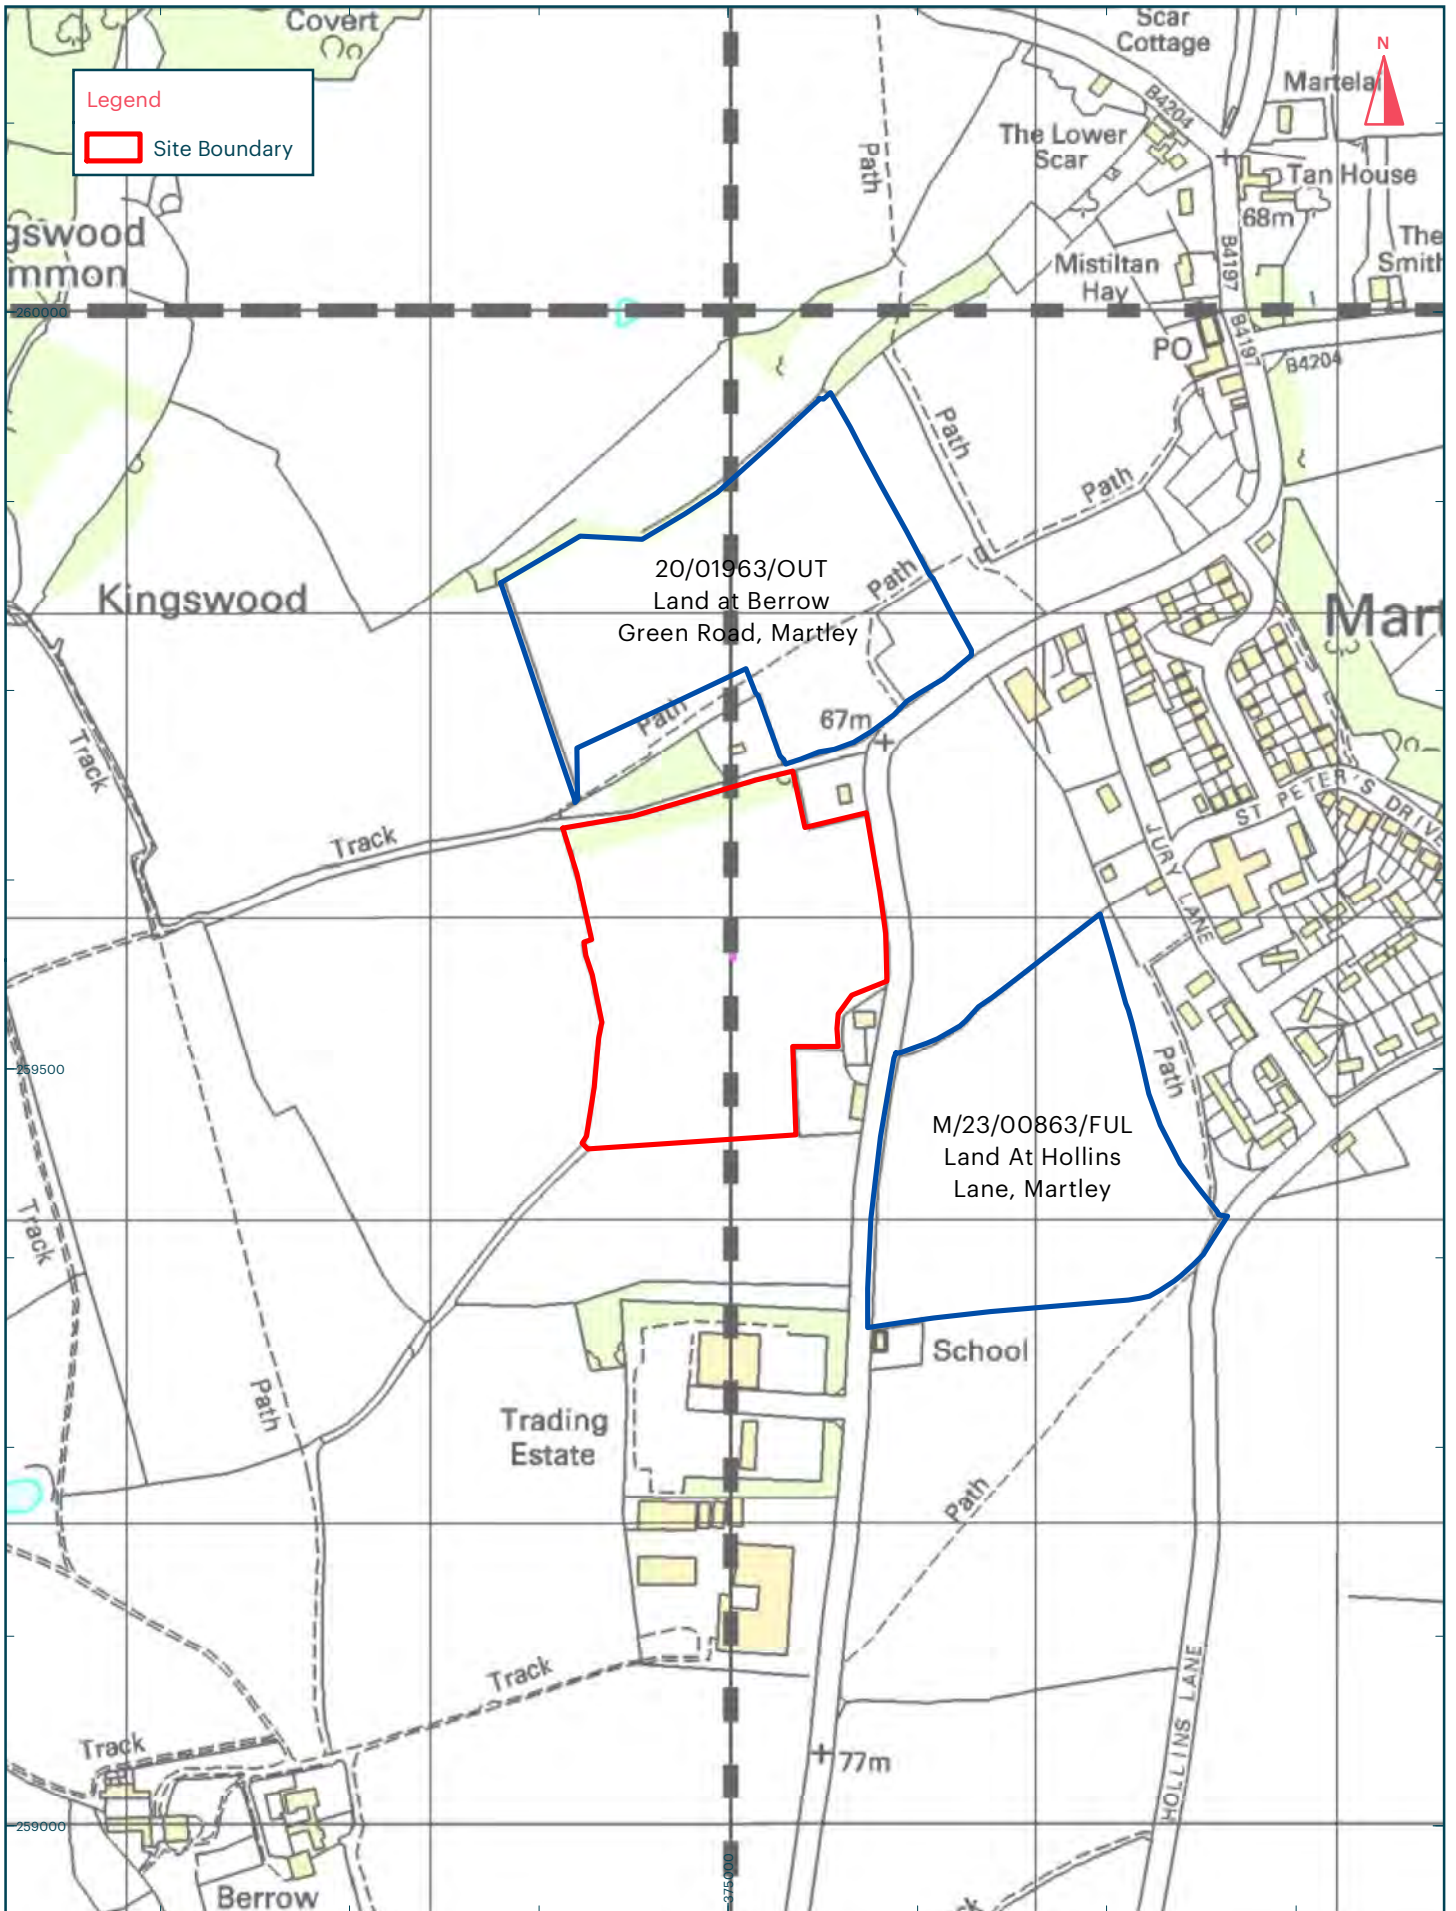 Covert
Scar
Cottage
N
Legend
Site Boundary
Martela
B4204
The Lower
Scar
Path
Tan House
68m
gswood
mmon
Mistiltan
Hay
B4197
The
Smith
260000
PO
B4197
B4204
Path
Path
20/01963/OUT
Land at Berrow
Green Road, Martley
Path
Kingswood
Mart
Path
67m
Track
ST PETER'S DRIVE
Track
JURY LANE
259500
Path
M/23/00863/FUL
Land At Hollins
Lane, Martley
Track
School
Path
Trading
Estate
Path
Track
HOLLINS LANE
Track
77m
259000
375000
Berrow